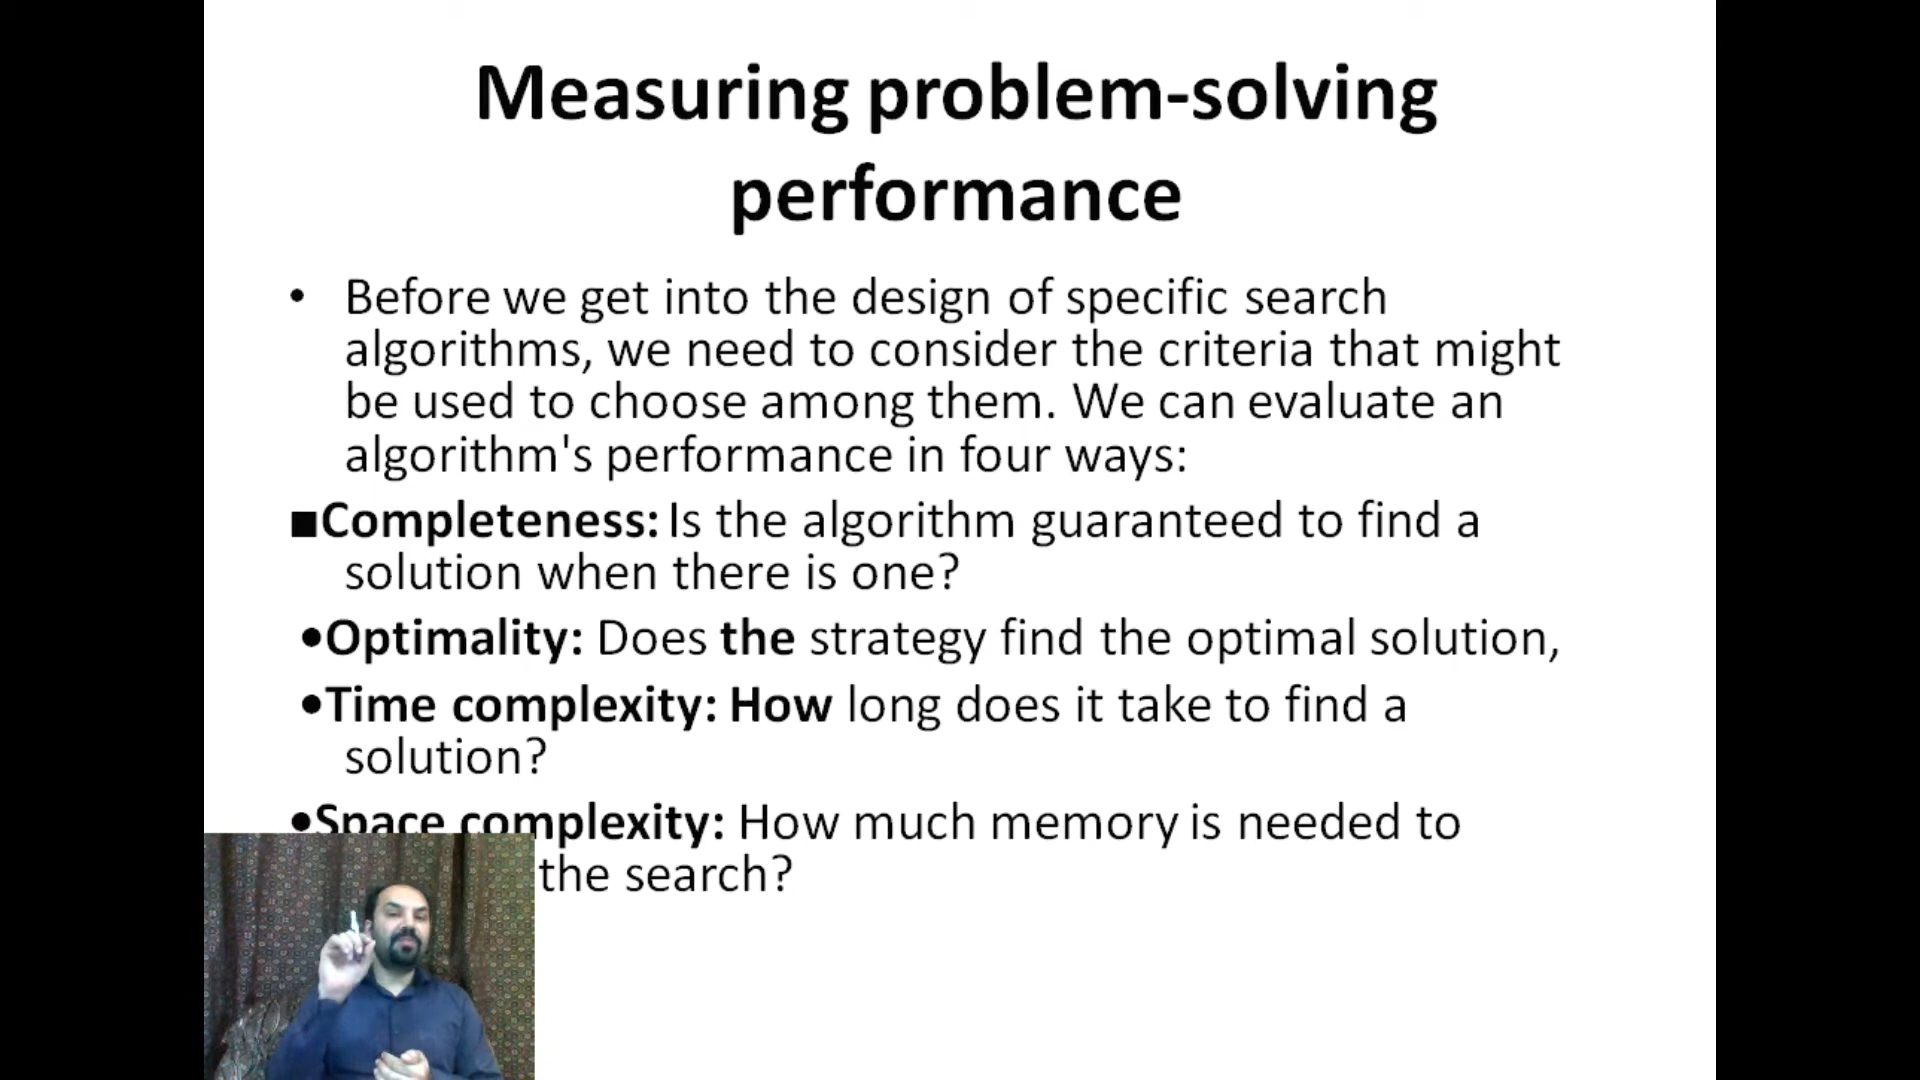 Measuring problem-solving
performance
• Before we get into the design of specific search
algorithms, we need to consider the criteria that might
be used to choose among them. We can evaluate an
algorithm's performance in four ways:
■Completeness: Is the algorithm guaranteed to find a
solution when there is one?
•Optimality: Does the strategy find the optimal solution,
•Time complexity: How long does it take to find a
solution?
•Space complexity: How much memory is needed to
the search?